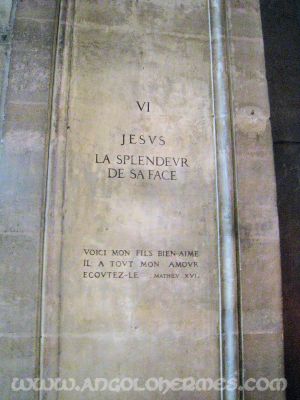 VI
JESVS
LA SPLENDEVR
DE SA FACE
VOICI MON FILS BIEN-AIME
IL A TOVT MON AMOVR
ECOVTEZ-LE MATHIEV XVI.
www.angolohermes.com